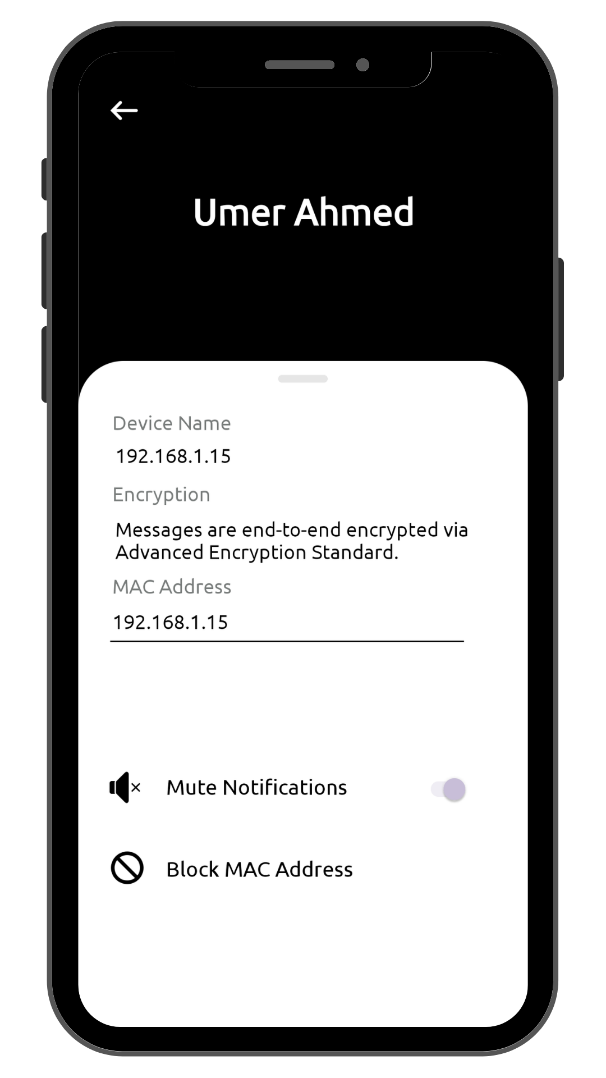 Umer Ahmed
Device Name
192.168.1.15
Encryption
Messages are end-to-end encrypted via
Advanced Encryption Standard.
MAC Address
192.168.1.15
Mute Notifications
Block MAC Address